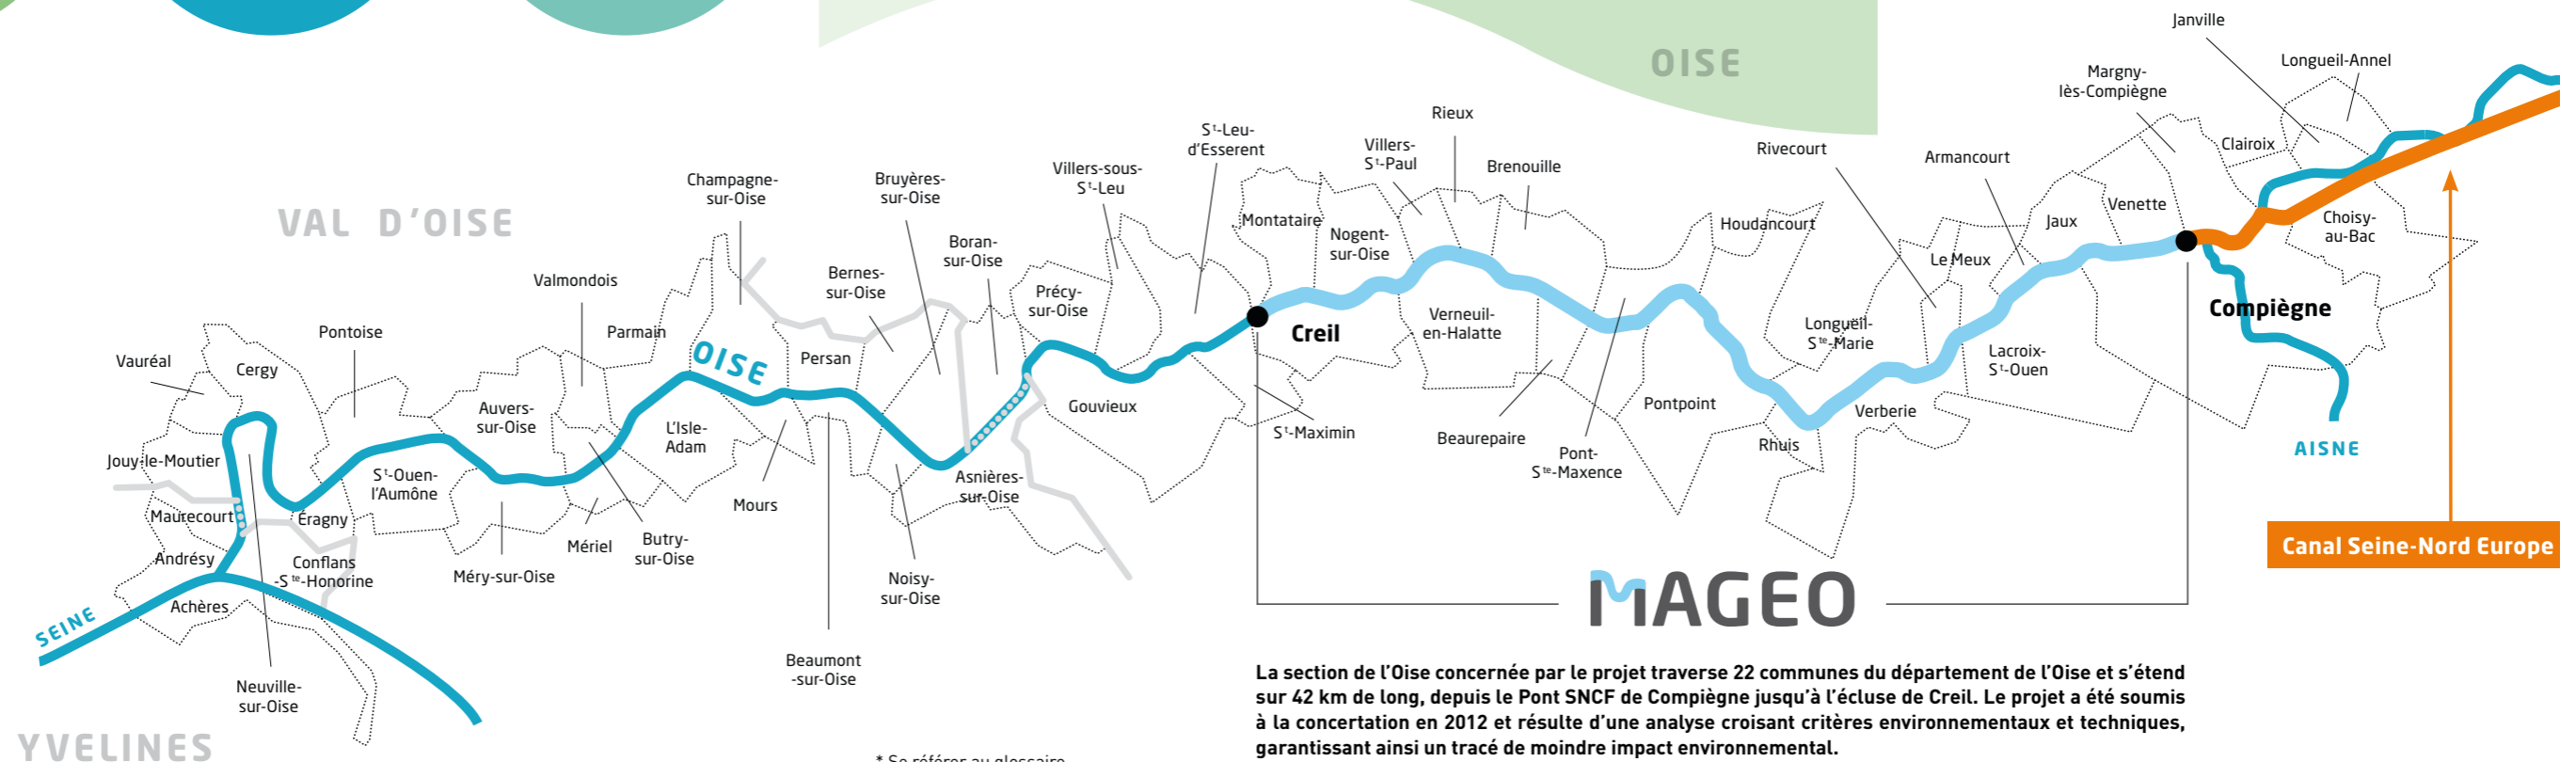 OISE
Janville
Longueil-Annel
Margny-
lès-Compiègne
Clairoix
Rieux
Villers-
Sᵗ-Paul
Brenouille
Rivecourt
Armancourt
Sᵗ-Leu-
d'Esserent
Villers-sous-
Sᵗ-Leu
Champagne-
sur-Oise
Bruyères-
sur-Oise
VAL D'OISE
Montataire
Nogent-
sur-Oise
Houdancourt
Le Meux
Jaux
Venette
Choisy-
au-Bac
Valmondois
Bernes-
sur-Oise
Boran-
sur-Oise
Précy-
sur-Oise
Compiègne
Pontoise
Parmain
Persan
OISE
Creil
Verneuil-
en-Halatte
Longueil-
Sᵗᵉ-Marie
Lacroix-
Sᵗ-Ouen
Vauréal
Cergy
Auvers-
sur-Oise
L'Isle-
Adam
Gouvieux
Sᵗ-Maximin
Beaurepaire
Pont-
Sᵗᵉ-Maxence
Pontpoint
Rhuis
Verberie
AISNE
Jouy-le-Moutier
Sᵗ-Ouen-
l'Aumône
Mours
Asnières-
sur-Oise
Maurecourt
Éragny
Andrésy
Conflans
-Sᵗᵉ-Honorine
Méry-sur-Oise
Mériel
Butry-
sur-Oise
Noisy-
sur-Oise
Canal Seine-Nord Europe
Achères
SEINE
MAGEO
Neuville-
sur-Oise
Beaumont
-sur-Oise
YVELINES
La section de l'Oise concernée par le projet traverse 22 communes du département de l'Oise et s'étend
sur 42 km de long, depuis le Pont SNCF de Compiègne jusqu'à l'écluse de Creil. Le projet a été soumis
à la concertation en 2012 et résulte d'une analyse croisant critères environnementaux et techniques,
garantissant ainsi un tracé de moindre impact environnemental.
* Se référer au glossaire